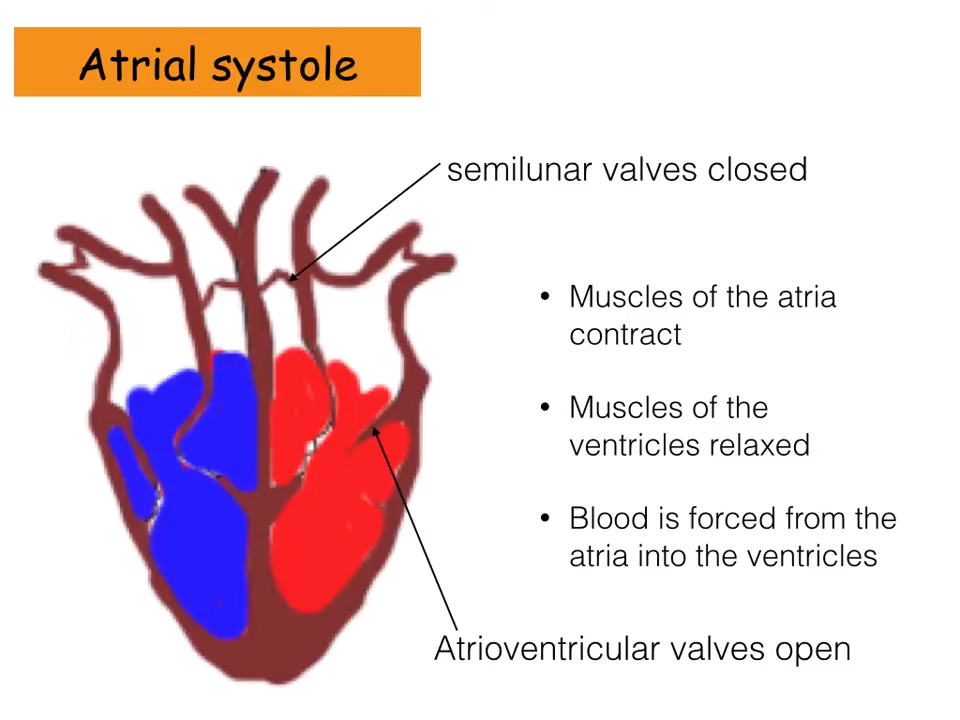 Atrial systole
semilunar valves closed
• Muscles of the atria
contract
• Muscles of the
ventricles relaxed
• Blood is forced from the
atria into the ventricles
Atrioventricular valves open